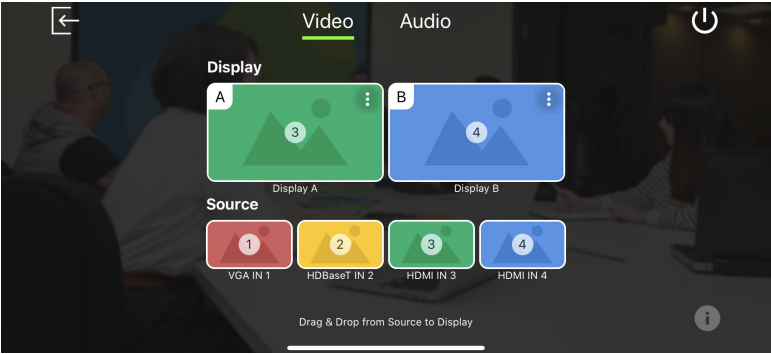 Video Audio
Display
A B
3 4
Display A Display B
Source
1 2 3 4
VGA IN 1 HDBaseT IN 2 HDMI IN 3 HDMI IN 4
Drag & Drop from Source to Display
i